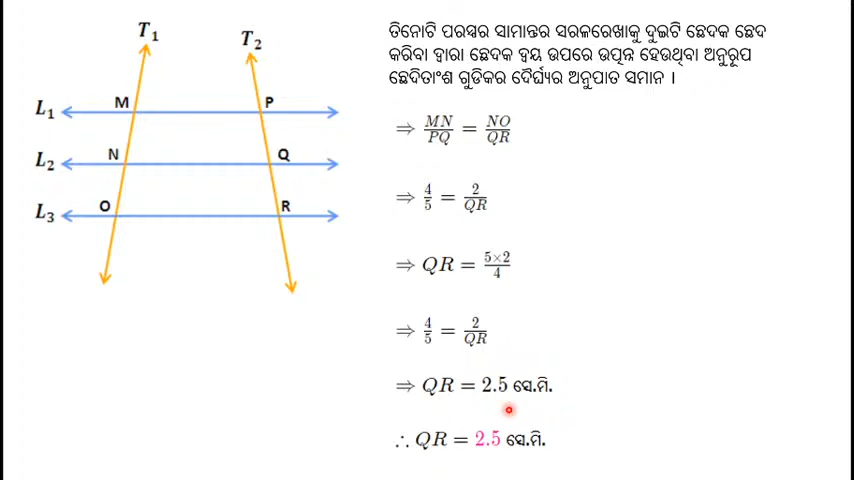 T₁
T₂
ତିନୋଟି ପରସ୍ପର ସାମାନ୍ତର ସରଳରେଖାକୁ ଦୁଇଟି ଛେଦକ ଛେଦ
କରିବା ଦ୍ୱାରା ଛେଦକ ଦ୍ୱୟ ଉପରେ ଉତ୍ପନ୍ନ ହେଉଥିବା ଅନୁରୂପ
ଛେଦିତାଂଶ ଗୁଡିକର ଦୈର୍ଘ୍ୟର ଅନୁପାତ ସମାନ ।
L₁ M P
L₂ N Q
L₃ O R
⇒ MN/PQ = NO/QR
⇒ 4/5 = 2/QR
⇒ QR = 5×2/4
⇒ 4/5 = 2/QR
⇒ QR = 2.5 ସେ.ମି.
∴ QR = 2.5 ସେ.ମି.